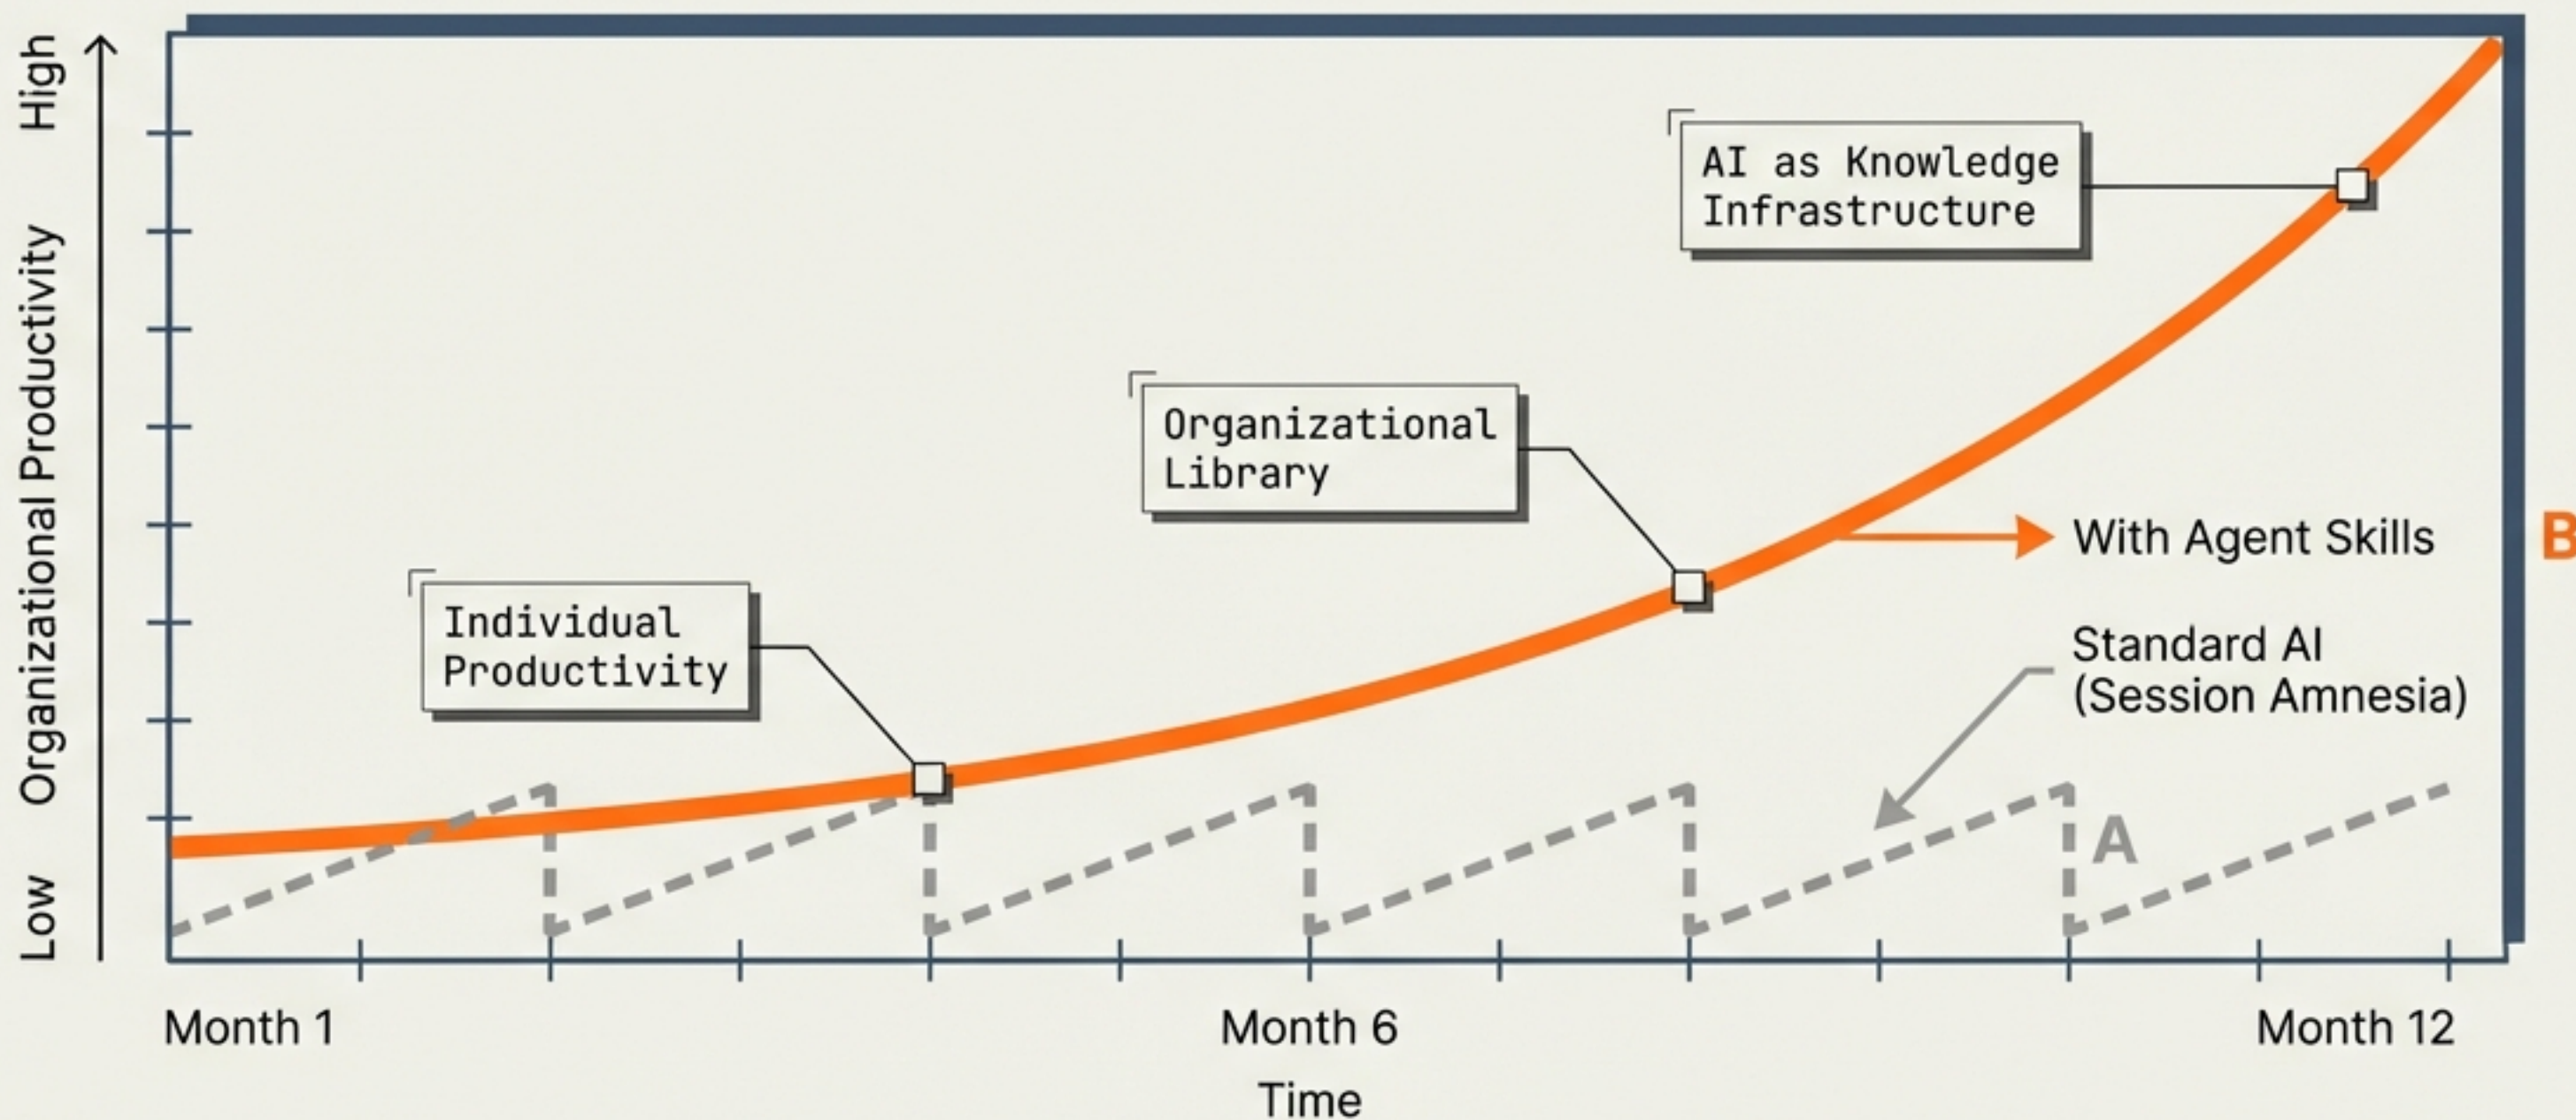 High
Organizational Productivity
Low
AI as Knowledge
Infrastructure
Organizational
Library
Individual
Productivity
With Agent Skills
B
Standard AI
(Session Amnesia)
A
Month 1
Month 6
Month 12
Time